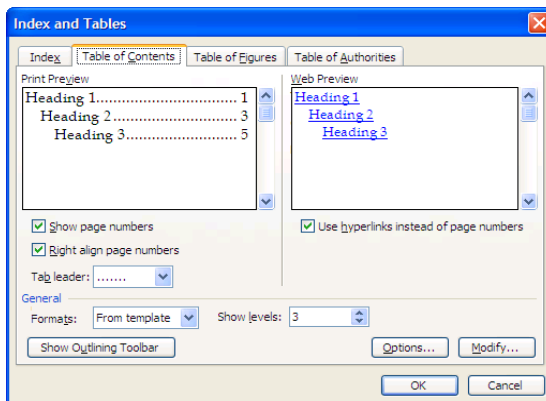 Index and Tables
Index Table of Contents Table of Figures Table of Authorities
Print Preview
Heading 1................................ 1
Heading 2............................. 3
Heading 3.......................... 5
Web Preview
Heading 1
Heading 2
Heading 3
Show page numbers
Right align page numbers
Use hyperlinks instead of page numbers
Tab leader: .......
General
Formats: From template Show levels: 3
Show Outlining Toolbar Options... Modify...
OK Cancel